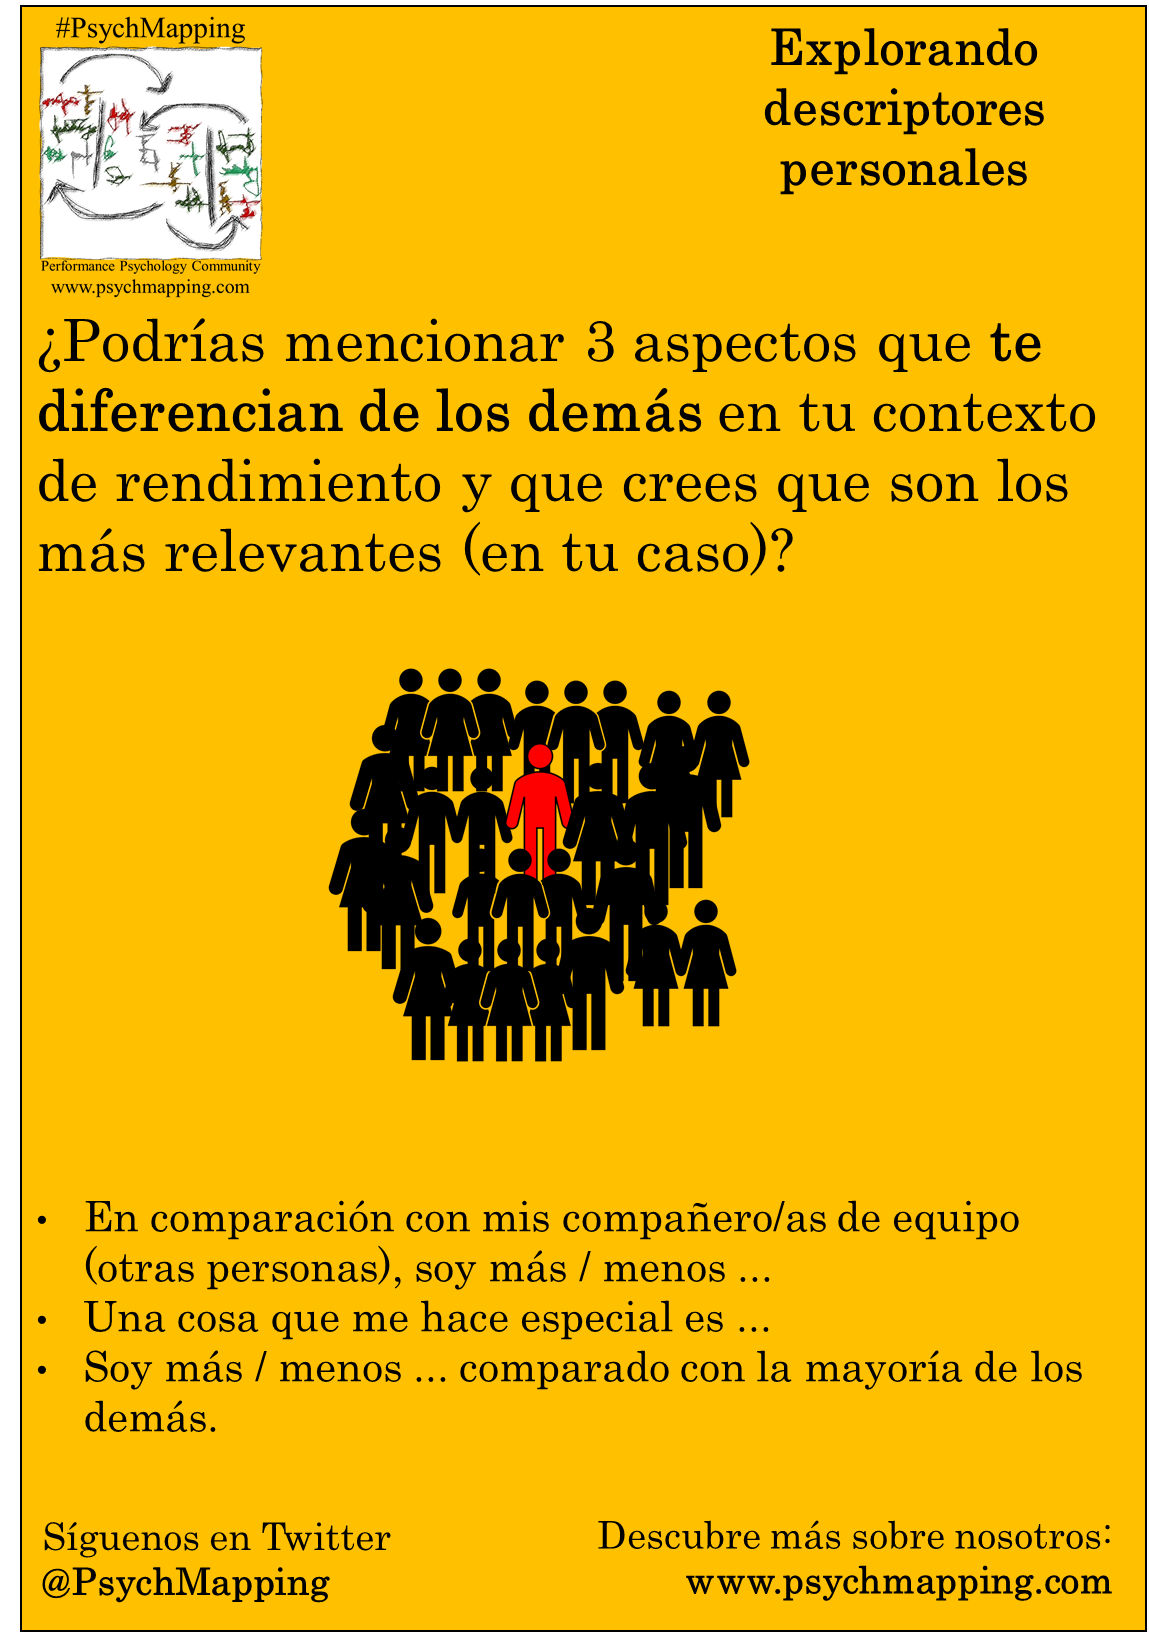 #PsychMapping
Performance Psychology Community
www.psychmapping.com
Explorando
descriptores
personales
¿Podrías mencionar 3 aspectos que te
diferencian de los demás en tu contexto
de rendimiento y que crees que son los
más relevantes (en tu caso)?
• En comparación con mis compañero/as de equipo
(otras personas), soy más / menos ...
• Una cosa que me hace especial es ...
• Soy más / menos ... comparado con la mayoría de los
demás.
Síguenos en Twitter
@PsychMapping
Descubre más sobre nosotros:
www.psychmapping.com